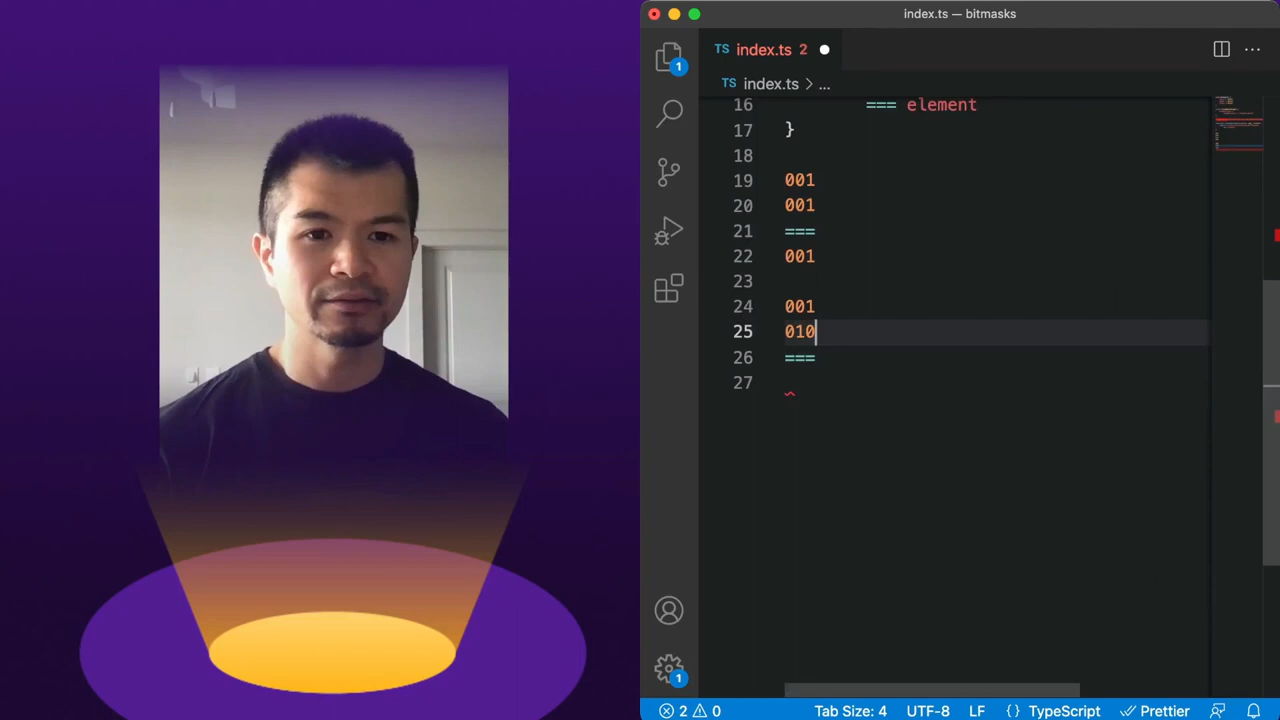 index.ts — bitmasks
TS index.ts 2
1
TS index.ts > ...
16 === element
17 }
18
19 001
20 001
21 ===
22 001
23
24 001
25 010
26 ===
27
1
2 0 Tab Size: 4 UTF-8 LF {} TypeScript Prettier